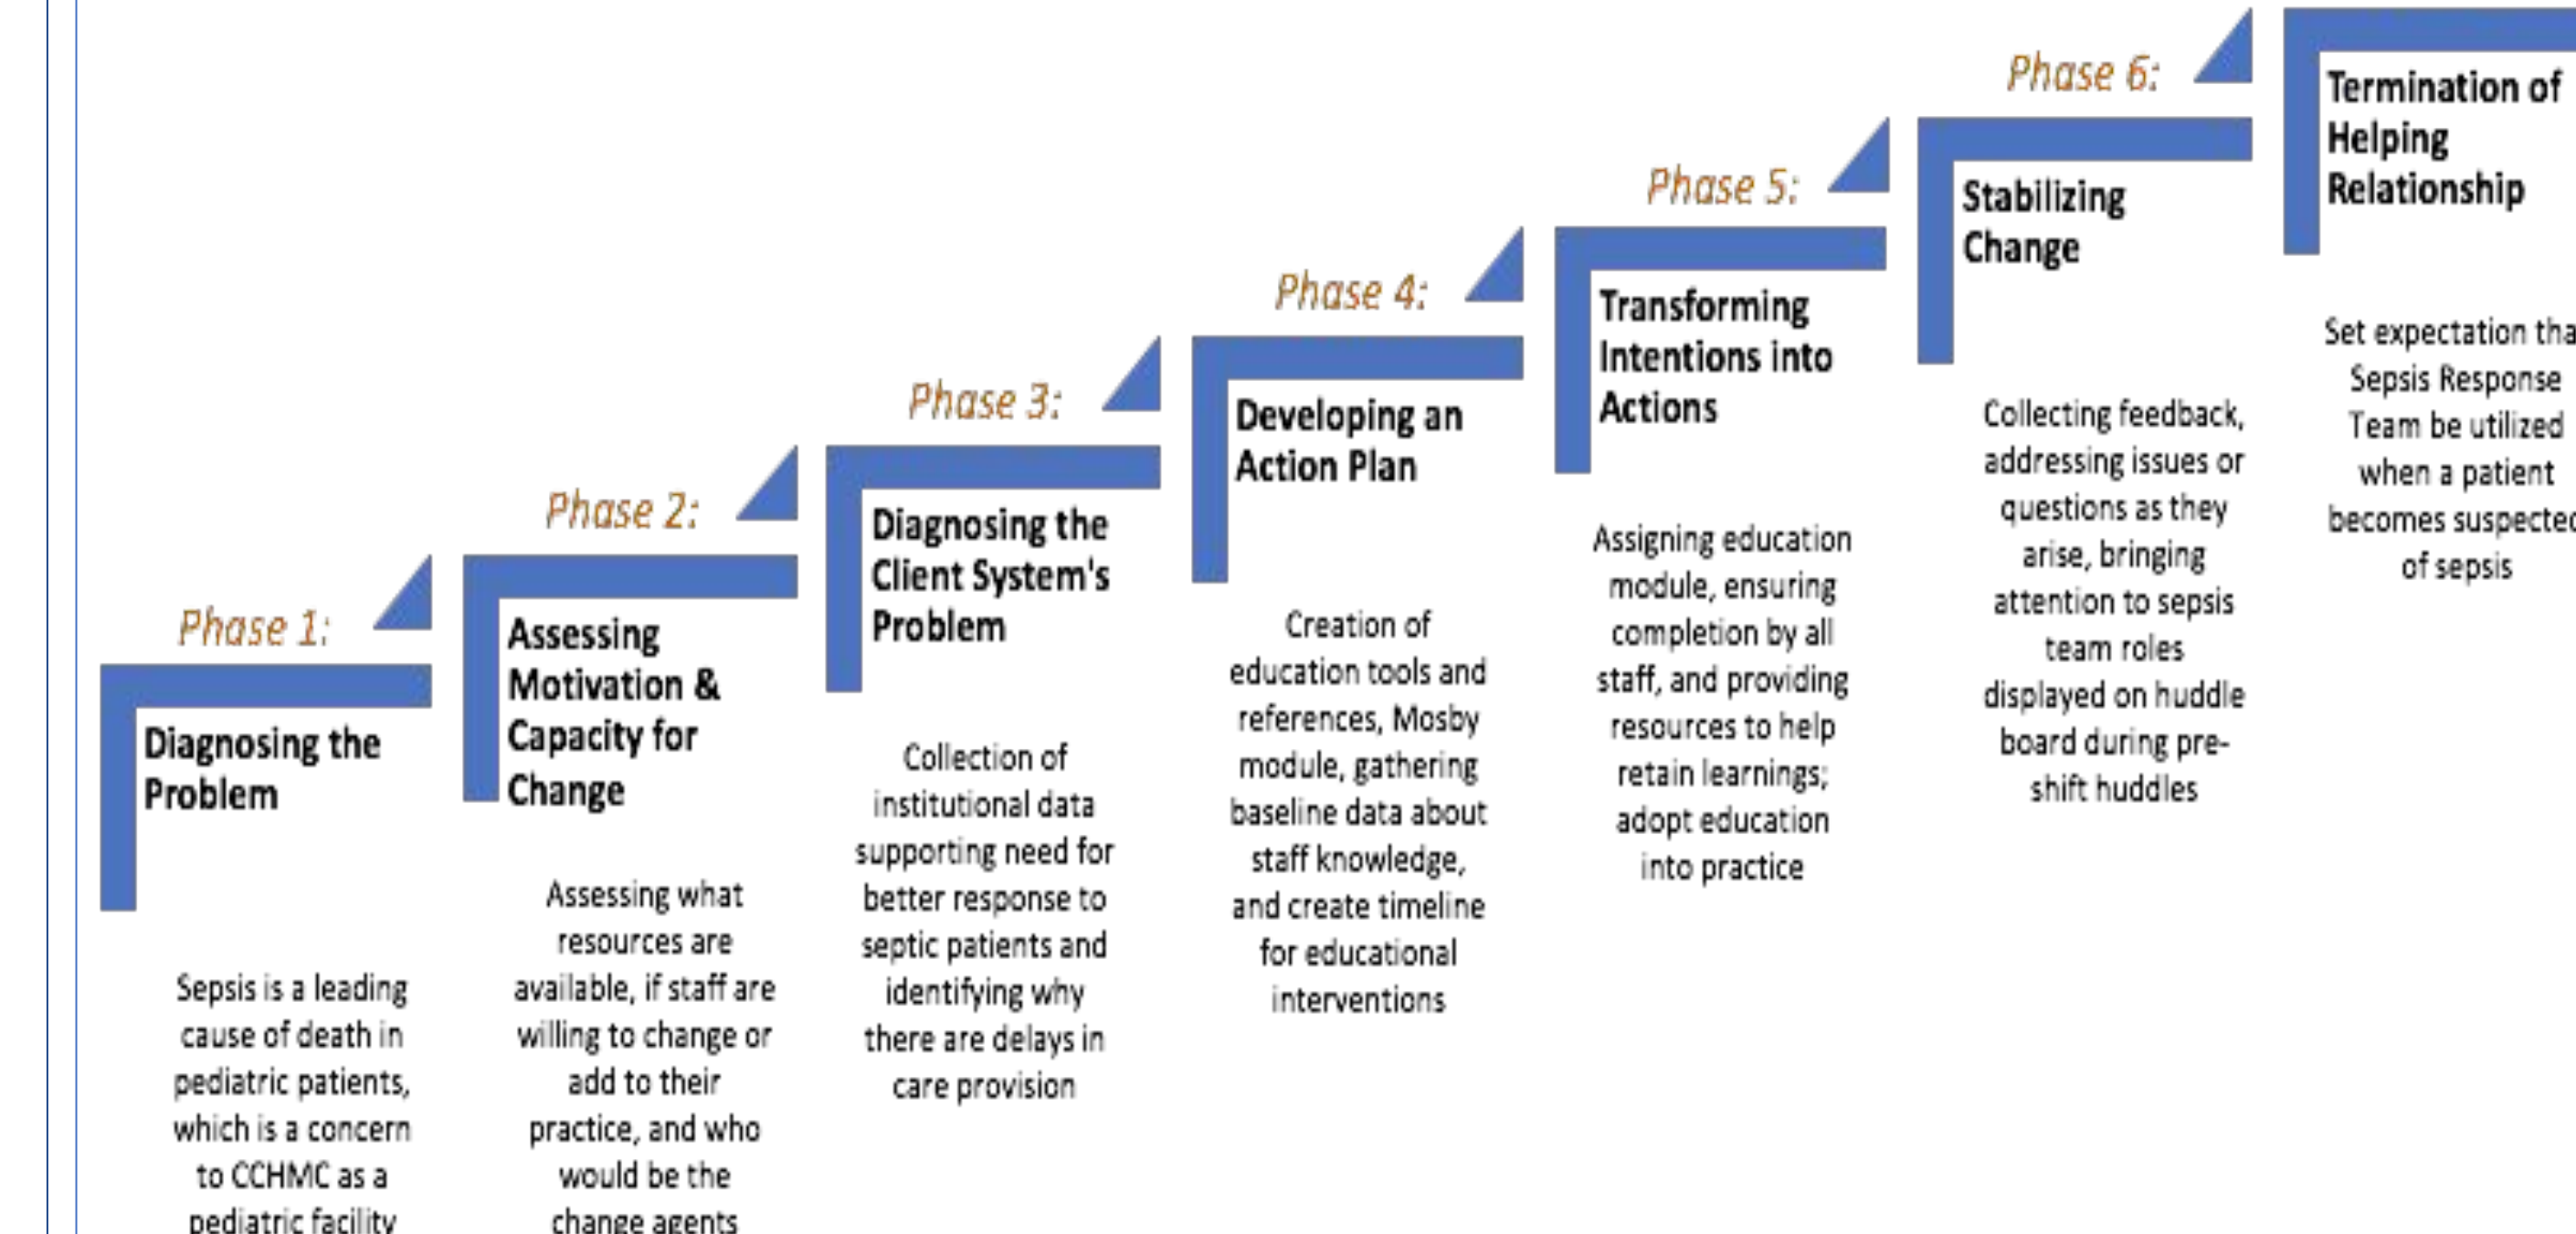 Phase 1:
Diagnosing the
Problem
Sepsis is a leading
cause of death in
pediatric patients,
which is a concern
to CCHMC as a
pediatric facility
Phase 2:
Assessing
Motivation &
Capacity for
Change
Assessing what
resources are
available, if staff are
willing to change or
add to their
practice, and who
would be the
change agents
Phase 3:
Diagnosing the
Client System's
Problem
Collection of
institutional data
supporting need for
better response to
septic patients and
identifying why
there are delays in
care provision
Phase 4:
Developing an
Action Plan
Creation of
education tools and
references, Mosby
module, gathering
baseline data about
staff knowledge,
and create timeline
for educational
interventions
Phase 5:
Transforming
Intentions into
Actions
Assigning education
module, ensuring
completion by all
staff, and providing
resources to help
retain learnings;
adopt education
into practice
Phase 6:
Stabilizing
Change
Collecting feedback,
addressing issues or
questions as they
arise, bringing
attention to sepsis
team roles
displayed on huddle
board during pre-
shift huddles
Termination of
Helping
Relationship
Set expectation tha
Sepsis Response
Team be utilized
when a patient
becomes suspected
of sepsis